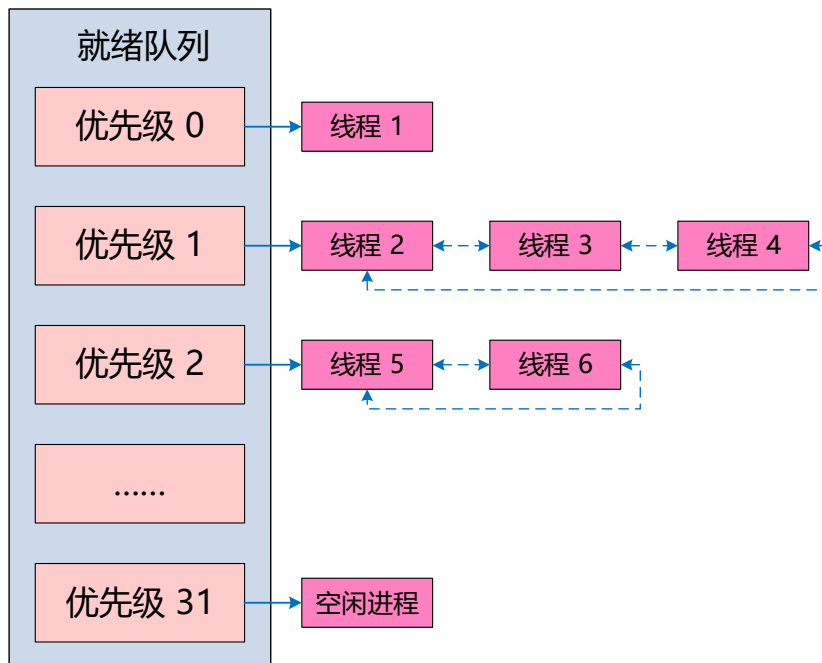 就绪队列
优先级 0
线程 1
优先级 1
线程 2
线程 3
线程 4
优先级 2
线程 5
线程 6
......
优先级 31
空闲进程